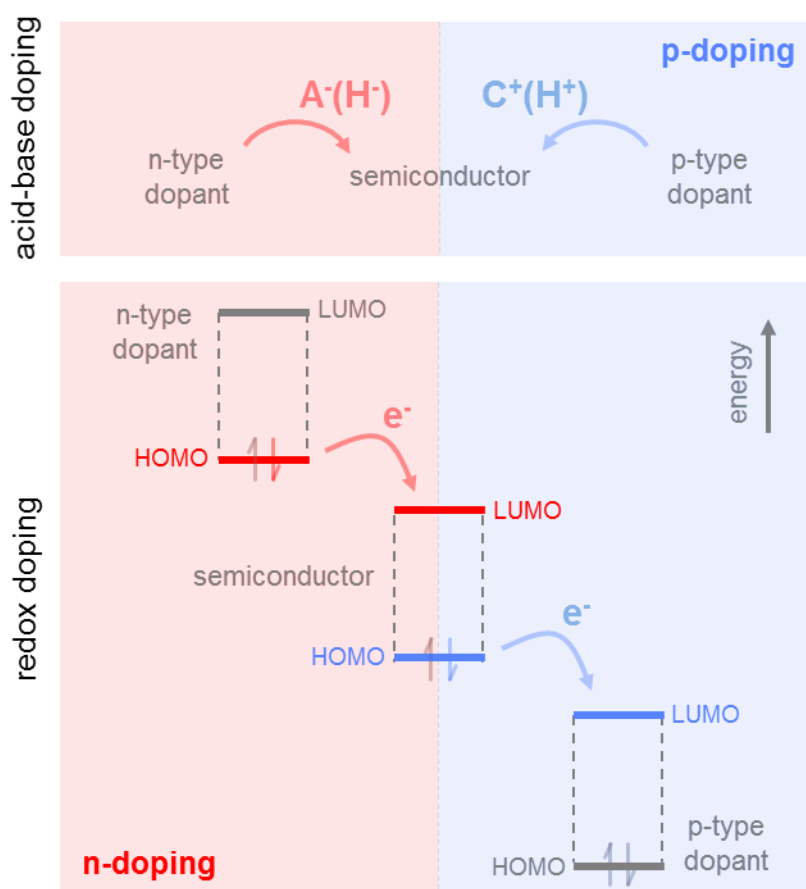 acid-base doping
p-doping
A⁻(H⁻)
C⁺(H⁺)
n-type
dopant
semiconductor
p-type
dopant
redox doping
n-type
dopant
LUMO
energy
e⁻
HOMO
LUMO
semiconductor
e⁻
HOMO
LUMO
p-type
dopant
HOMO
n-doping